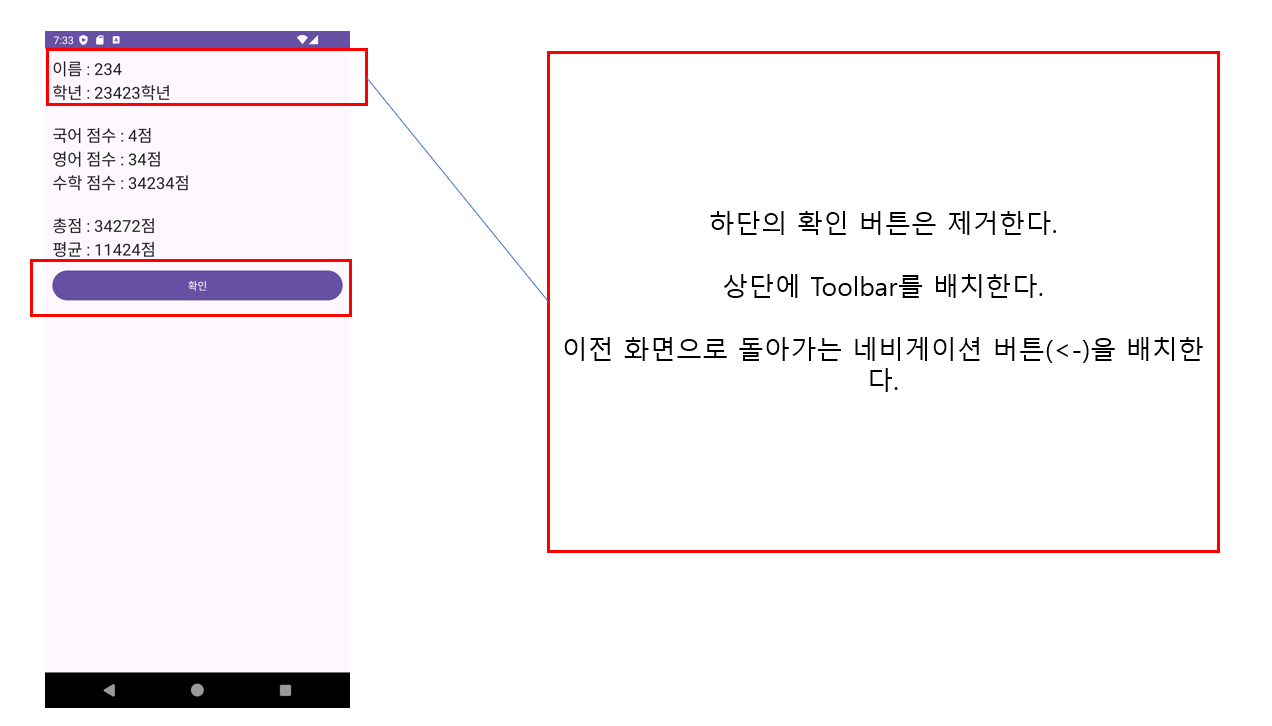 7:33
이름 : 234
학년 : 23423학년
국어 점수 : 4점
영어 점수 : 34점
수학 점수 : 34234점
총점 : 34272점
평균 : 11424점
확인
하단의 확인 버튼은 제거한다.
상단에 Toolbar를 배치한다.
이전 화면으로 돌아가는 네비게이션 버튼(<-)을 배치한
다.